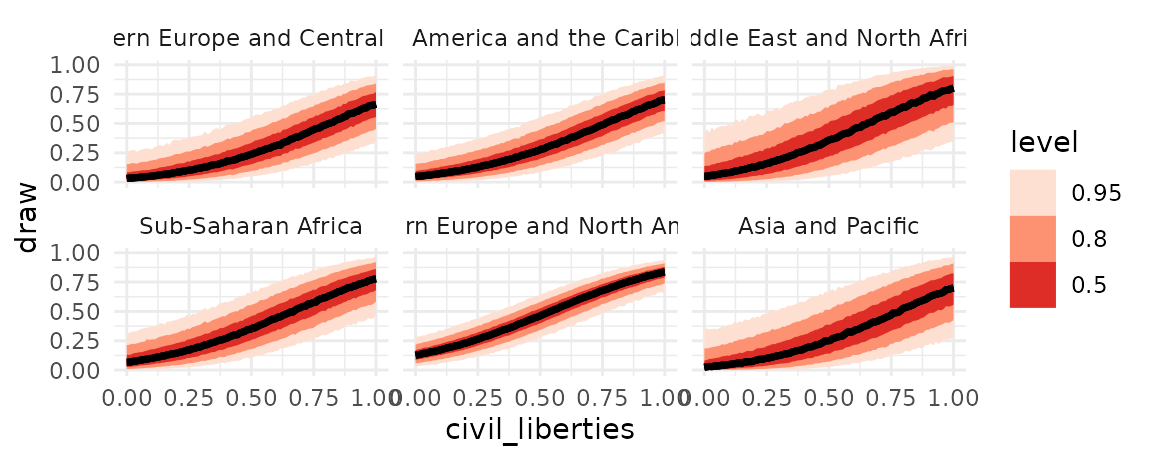 ern Europe and Central
America and the Carib
ddle East and North Afri
1.00
0.75
0.50
0.25
0.00
Sub-Saharan Africa
rn Europe and North An
Asia and Pacific
1.00
0.75
0.50
0.25
0.00
0.00 0.25 0.50 0.75 1.00
0.00 0.25 0.50 0.75 1.00
0.00 0.25 0.50 0.75 1.00
civil_liberties
draw
level
0.95
0.8
0.5